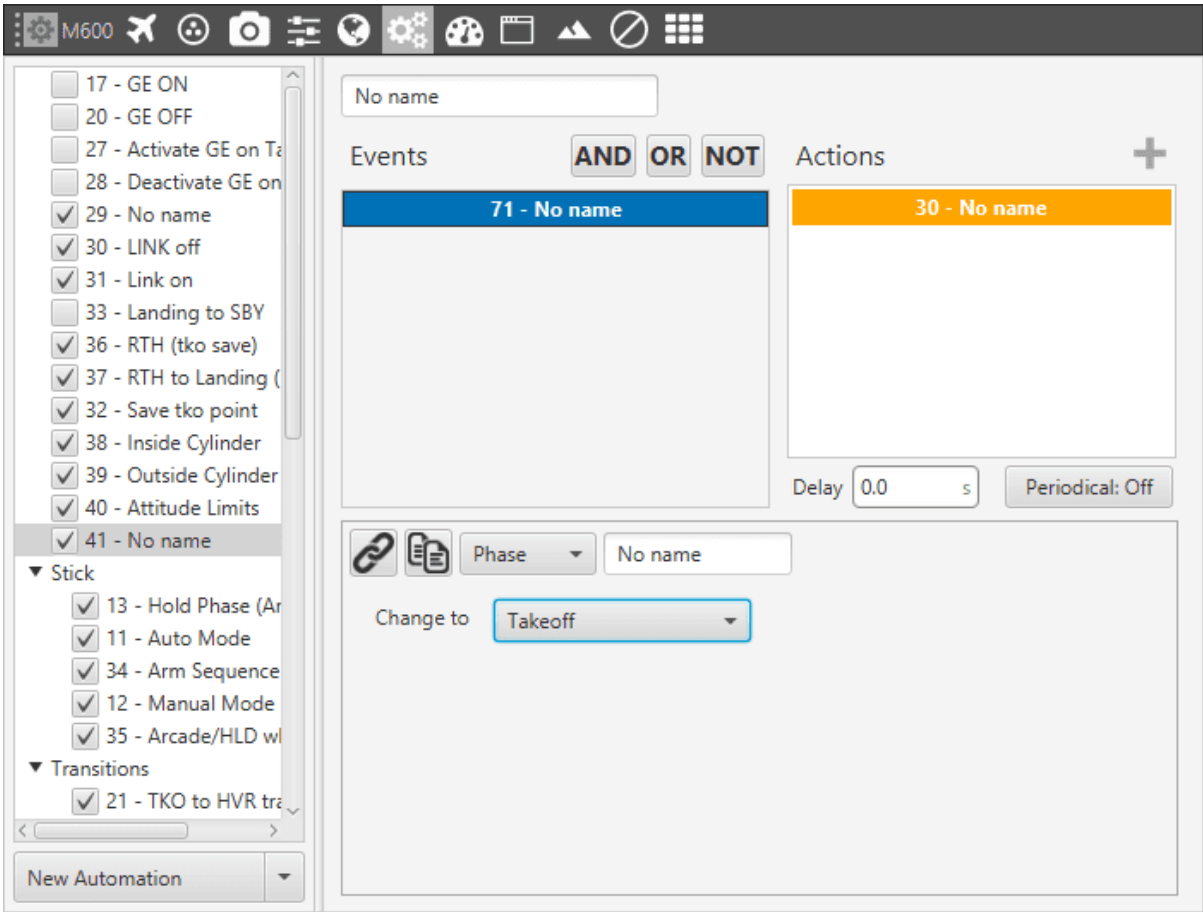 M600
17 - GE ON
20 - GE OFF
27 - Activate GE on Ta
28 - Deactivate GE on
29 - No name
30 - LINK off
31 - Link on
33 - Landing to SBY
36 - RTH (tko save)
37 - RTH to Landing (
32 - Save tko point
38 - Inside Cylinder
39 - Outside Cylinder
40 - Attitude Limits
41 - No name
Stick
13 - Hold Phase (Ar
11 - Auto Mode
34 - Arm Sequence
12 - Manual Mode
35 - Arcade/HLD wl
Transitions
21 - TKO to HVR tra
New Automation
No name
Events AND OR NOT
71 - No name
Actions
30 - No name
Delay 0.0 s Periodical: Off
Phase No name
Change to Takeoff